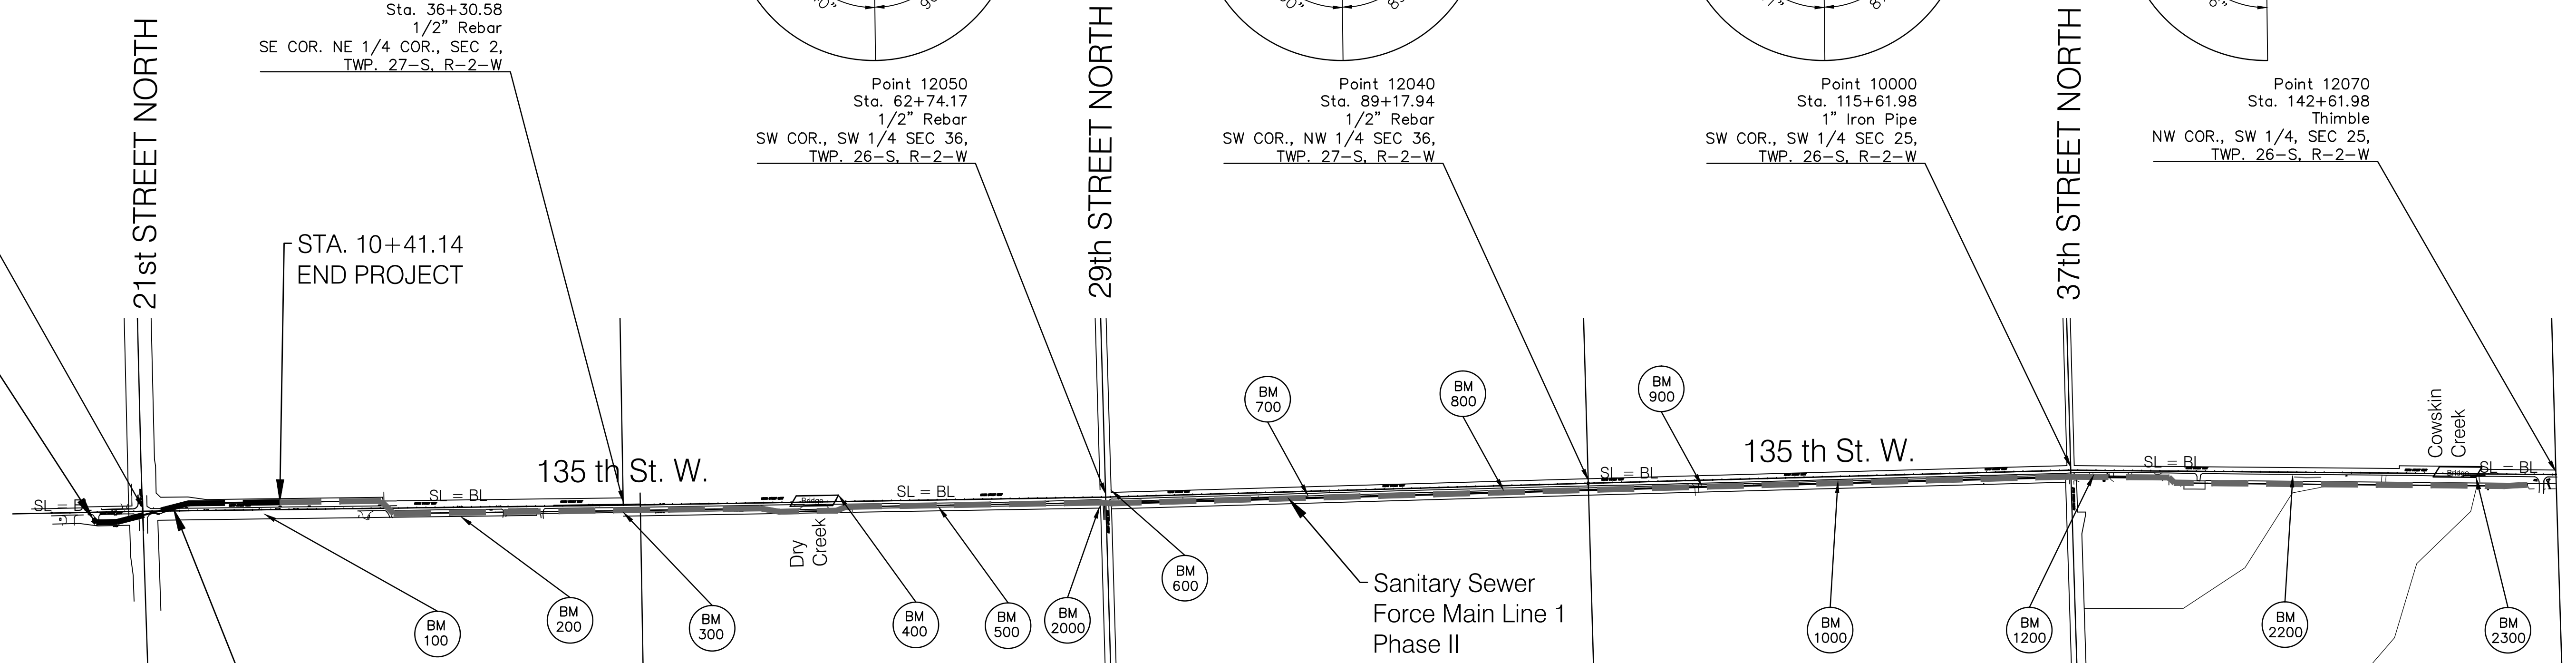 21st STREET NORTH
Sta. 36+30.58
1/2" Rebar
SE COR. NE 1/4 COR., SEC 2,
TWP. 27-S, R-2-W
STA. 10+41.14
END PROJECT
Point 12050
Sta. 62+74.17
1/2" Rebar
SW COR., SW 1/4 SEC 36,
TWP. 26-S, R-2-W
29th STREET NORTH
Point 12040
Sta. 89+17.94
1/2" Rebar
SW COR., NW 1/4 SEC 36,
TWP. 27-S, R-2-W
Point 10000
Sta. 115+61.98
1" Iron Pipe
SW COR., SW 1/4 SEC 25,
TWP. 26-S, R-2-W
37th STREET NORTH
Point 12070
Sta. 142+61.98
Thimble
NW COR., SW 1/4, SEC 25,
TWP. 26-S, R-2-W
BM
700
BM
800
BM
900
Cowskin
Creek
135 th St. W.
135 th St. W.
SL = BL
SL = BL
SL = BL
SL = BL
SL = BL
SL = BL
Bridge
Bridge
Dry
Creek
BM
100
BM
200
BM
300
BM
400
BM
500
BM
2000
BM
600
Sanitary Sewer
Force Main Line 1
Phase II
BM
1000
BM
1200
BM
2200
BM
2300